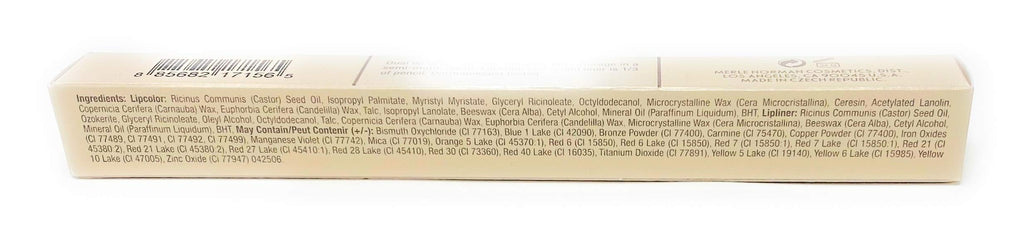 8 85682 17156 5
MERLE NORMAN COSMETICS, DIST.,
LOS ANGELES, CA 90045 U.S.A.
MADE IN CZECH REPUBLIC
Ingredients: Lipcolor: Ricinus Communis (Castor) Seed Oil, Isopropyl Palmitate, Myristyl Myristate, Glyceryl Ricinoleate, Octyldodecanol, Microcrystalline Wax (Cera Microcristallina), Ceresin, Acetylated Lanolin,
Copernicia Cerifera (Carnauba) Wax, Euphorbia Cerifera (Candelilla) Wax, Talc, Isopropyl Lanolate, Beeswax (Cera Alba), Cetyl Alcohol, Mineral Oil (Paraffinum Liquidum), BHT, Lipliner: Ricinus Communis (Castor) Seed Oil,
Ozokerite, Glyceryl Ricinoleate, Oleyl Alcohol, Octyldodecanol, Talc, Copernicia Cerifera (Carnauba) Wax, Euphorbia Cerifera (Candelilla) Wax, Microcrystalline Wax (Cera Microcristallina), Beeswax (Cera Alba), Cetyl Alcohol,
Mineral Oil (Paraffinum Liquidum), BHT, May Contain/Peut Contenir (+/-): Bismuth Oxychloride (CI 77163), Blue 1 Lake (CI 42090), Bronze Powder (CI 77400), Carmine (CI 75470), Copper Powder (CI 77400), Iron Oxides
(CI 77489, CI 77491, CI 77492, CI 77499), Manganese Violet (CI 77742), Mica (CI 77019), Orange 5 Lake (CI 45370:1), Red 6 (CI 15850), Red 6 Lake (CI 15850), Red 7 (CI 15850:1), Red 7 Lake (CI 15850:1), Red 21 (CI
45380:2), Red 21 Lake (CI 45380:2), Red 27 Lake (CI 45410:1), Red 28 Lake (CI 45410), Red 30 (CI 73360), Red 40 Lake (CI 16035), Titanium Dioxide (CI 77891), Yellow 5 Lake (CI 19140), Yellow 6 Lake (CI 15985), Yellow
10 Lake (CI 47005), Zinc Oxide (CI 77947) 042506.